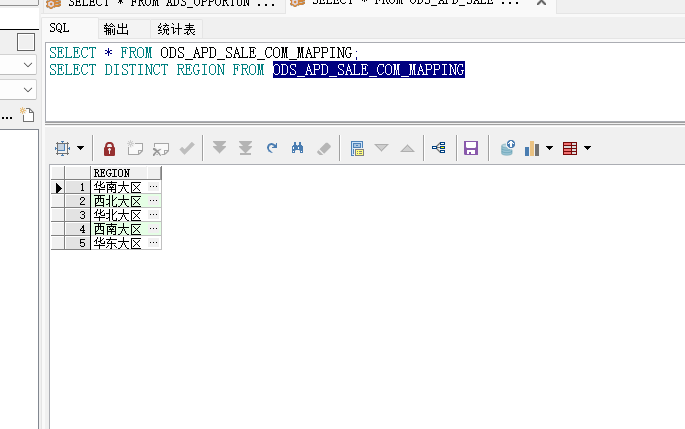 SELECT * FROM ADS_OPPORTUN ...
SELECT * FROM ODS_APD_SALE ...
SQL 输出 统计表
SELECT * FROM ODS_APD_SALE_COM_MAPPING;
SELECT DISTINCT REGION FROM ODS_APD_SALE_COM_MAPPING
REGION
1 华南大区 ...
2 西北大区 ...
3 华北大区 ...
4 西南大区 ...
5 华东大区 ...